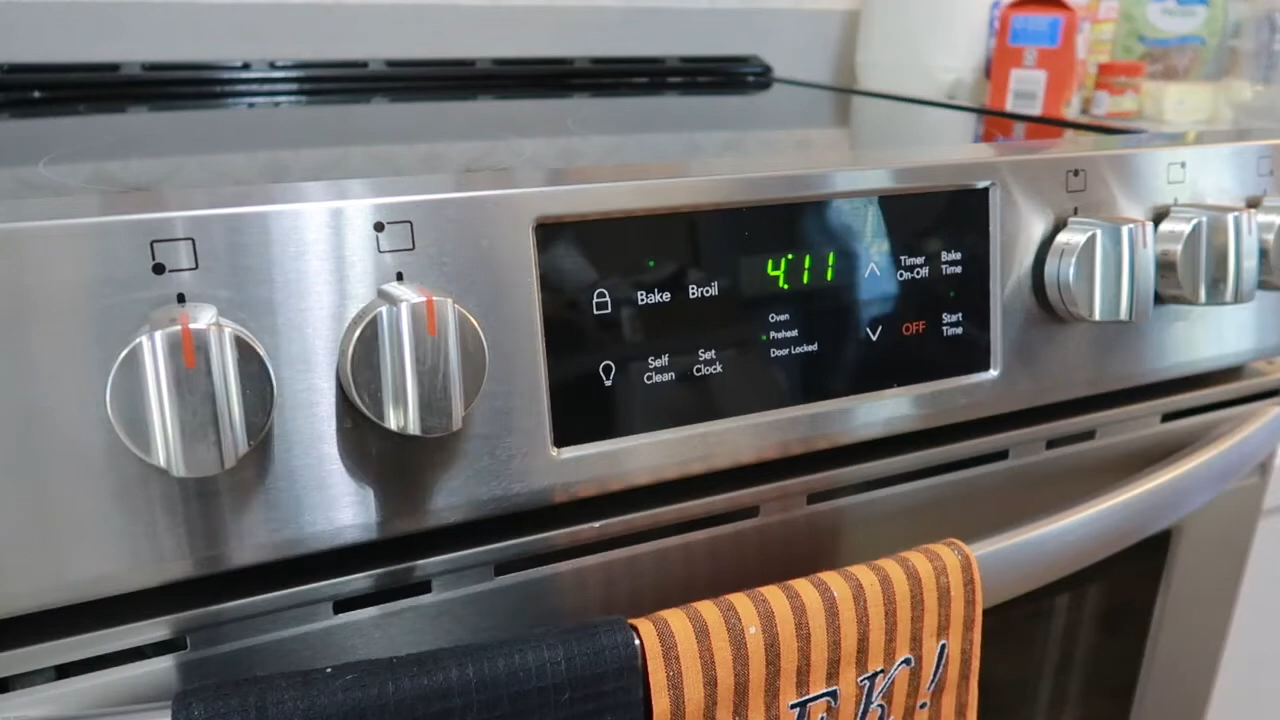 4:11
Bake
Broil
Timer
On-Off
Bake
Time
Oven
Preheat
Door Locked
OFF
Start
Time
Self
Clean
Set
Clock
EK!